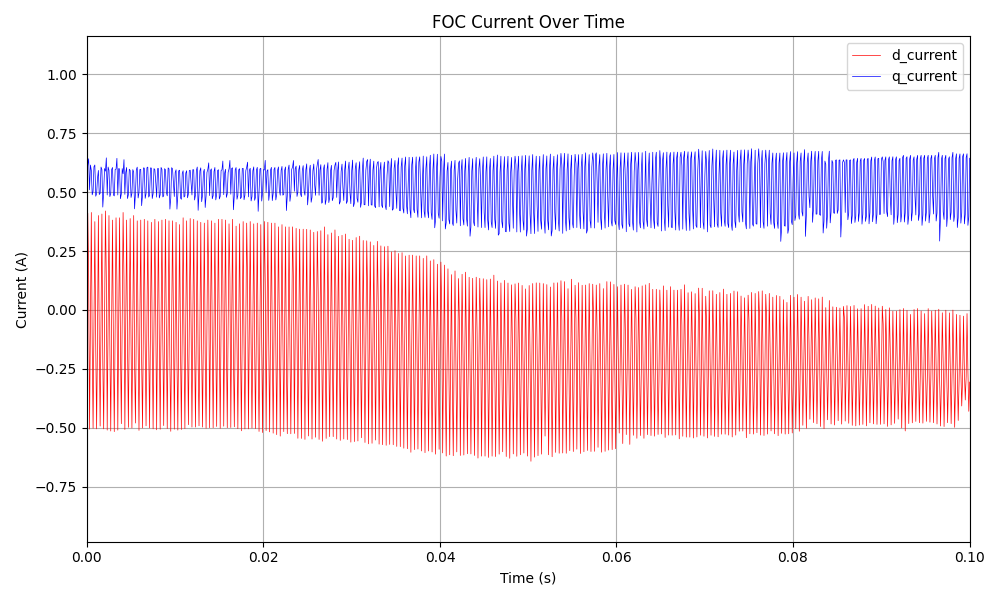 FOC Current Over Time
d_current
q_current
Current (A)
1.00
0.75
0.50
0.25
0.00
−0.25
−0.50
−0.75
0.00
0.02
0.04
0.06
0.08
0.10
Time (s)